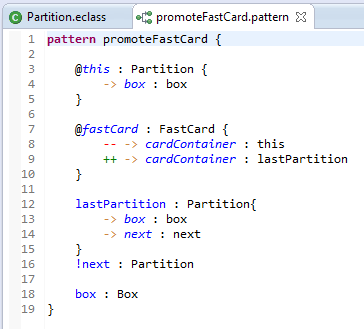 Partition.eclass promoteFastCard.pattern
1 pattern promoteFastCard {
2
3 @this : Partition {
4 -> box : box
5 }
6
7 @fastCard : FastCard {
8 -- -> cardContainer : this
9 ++ -> cardContainer : lastPartition
10 }
11
12 lastPartition : Partition{
13 -> box : box
14 -> next : next
15 }
16 !next : Partition
17
18 box : Box
19 }